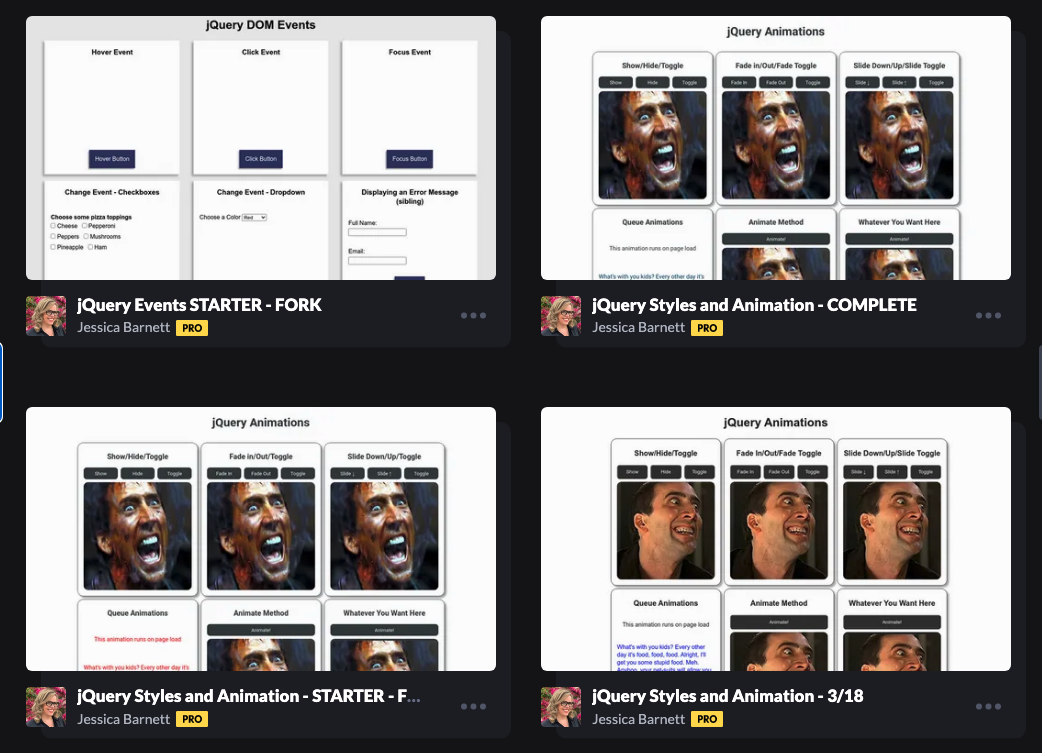 jQuery DOM Events
Hover Event
Click Event
Focus Event
Hover Button
Click Button
Focus Button
Change Event - Checkboxes
Choose some pizza toppings
Cheese Pepperoni
Peppers Mushrooms
Pineapple Ham
Change Event - Dropdown
Choose a Color Red
Displaying an Error Message
(sibling)
Full Name:
Email:
jQuery Events STARTER - FORK
Jessica Barnett PRO
jQuery Animations
Show/Hide/Toggle
Show Hide Toggle
Fade in/Out/Fade Toggle
Fade In Fade Out Toggle
Slide Down/Up/Slide Toggle
Slide ↓ Slide ↑ Toggle
Queue Animations
This animation runs on page load
What's with you kids? Every other day it's
Animate Method
Animate!
Whatever You Want Here
Animate!
jQuery Styles and Animation - COMPLETE
Jessica Barnett PRO
jQuery Animations
Show/Hide/Toggle
Show Hide Toggle
Fade in/Out/Toggle
Fade In Fade Out Toggle
Slide Down/Up/Toggle
Slide ↓ Slide ↑ Toggle
Queue Animations
This animation runs on page load
What's with you kids? Every other day it's
Animate Method
Animate!
Whatever You Want Here
Animate!
jQuery Styles and Animation - STARTER - F...
Jessica Barnett PRO
jQuery Animations
Show/Hide/Toggle
Show Hide Toggle
Fade In/Out/Fade Toggle
Fade In Fade Out Toggle
Slide Down/Up/Slide Toggle
Slide ↓ Slide ↑ Toggle
Queue Animations
This animation runs on page load
What's with you kids? Every other
day it's food, food, food. Alright, I'll
get you some stupid food. Meh.
Animate Method
Animate!
Whatever You Want Here
Animate!
jQuery Styles and Animation - 3/18
Jessica Barnett PRO